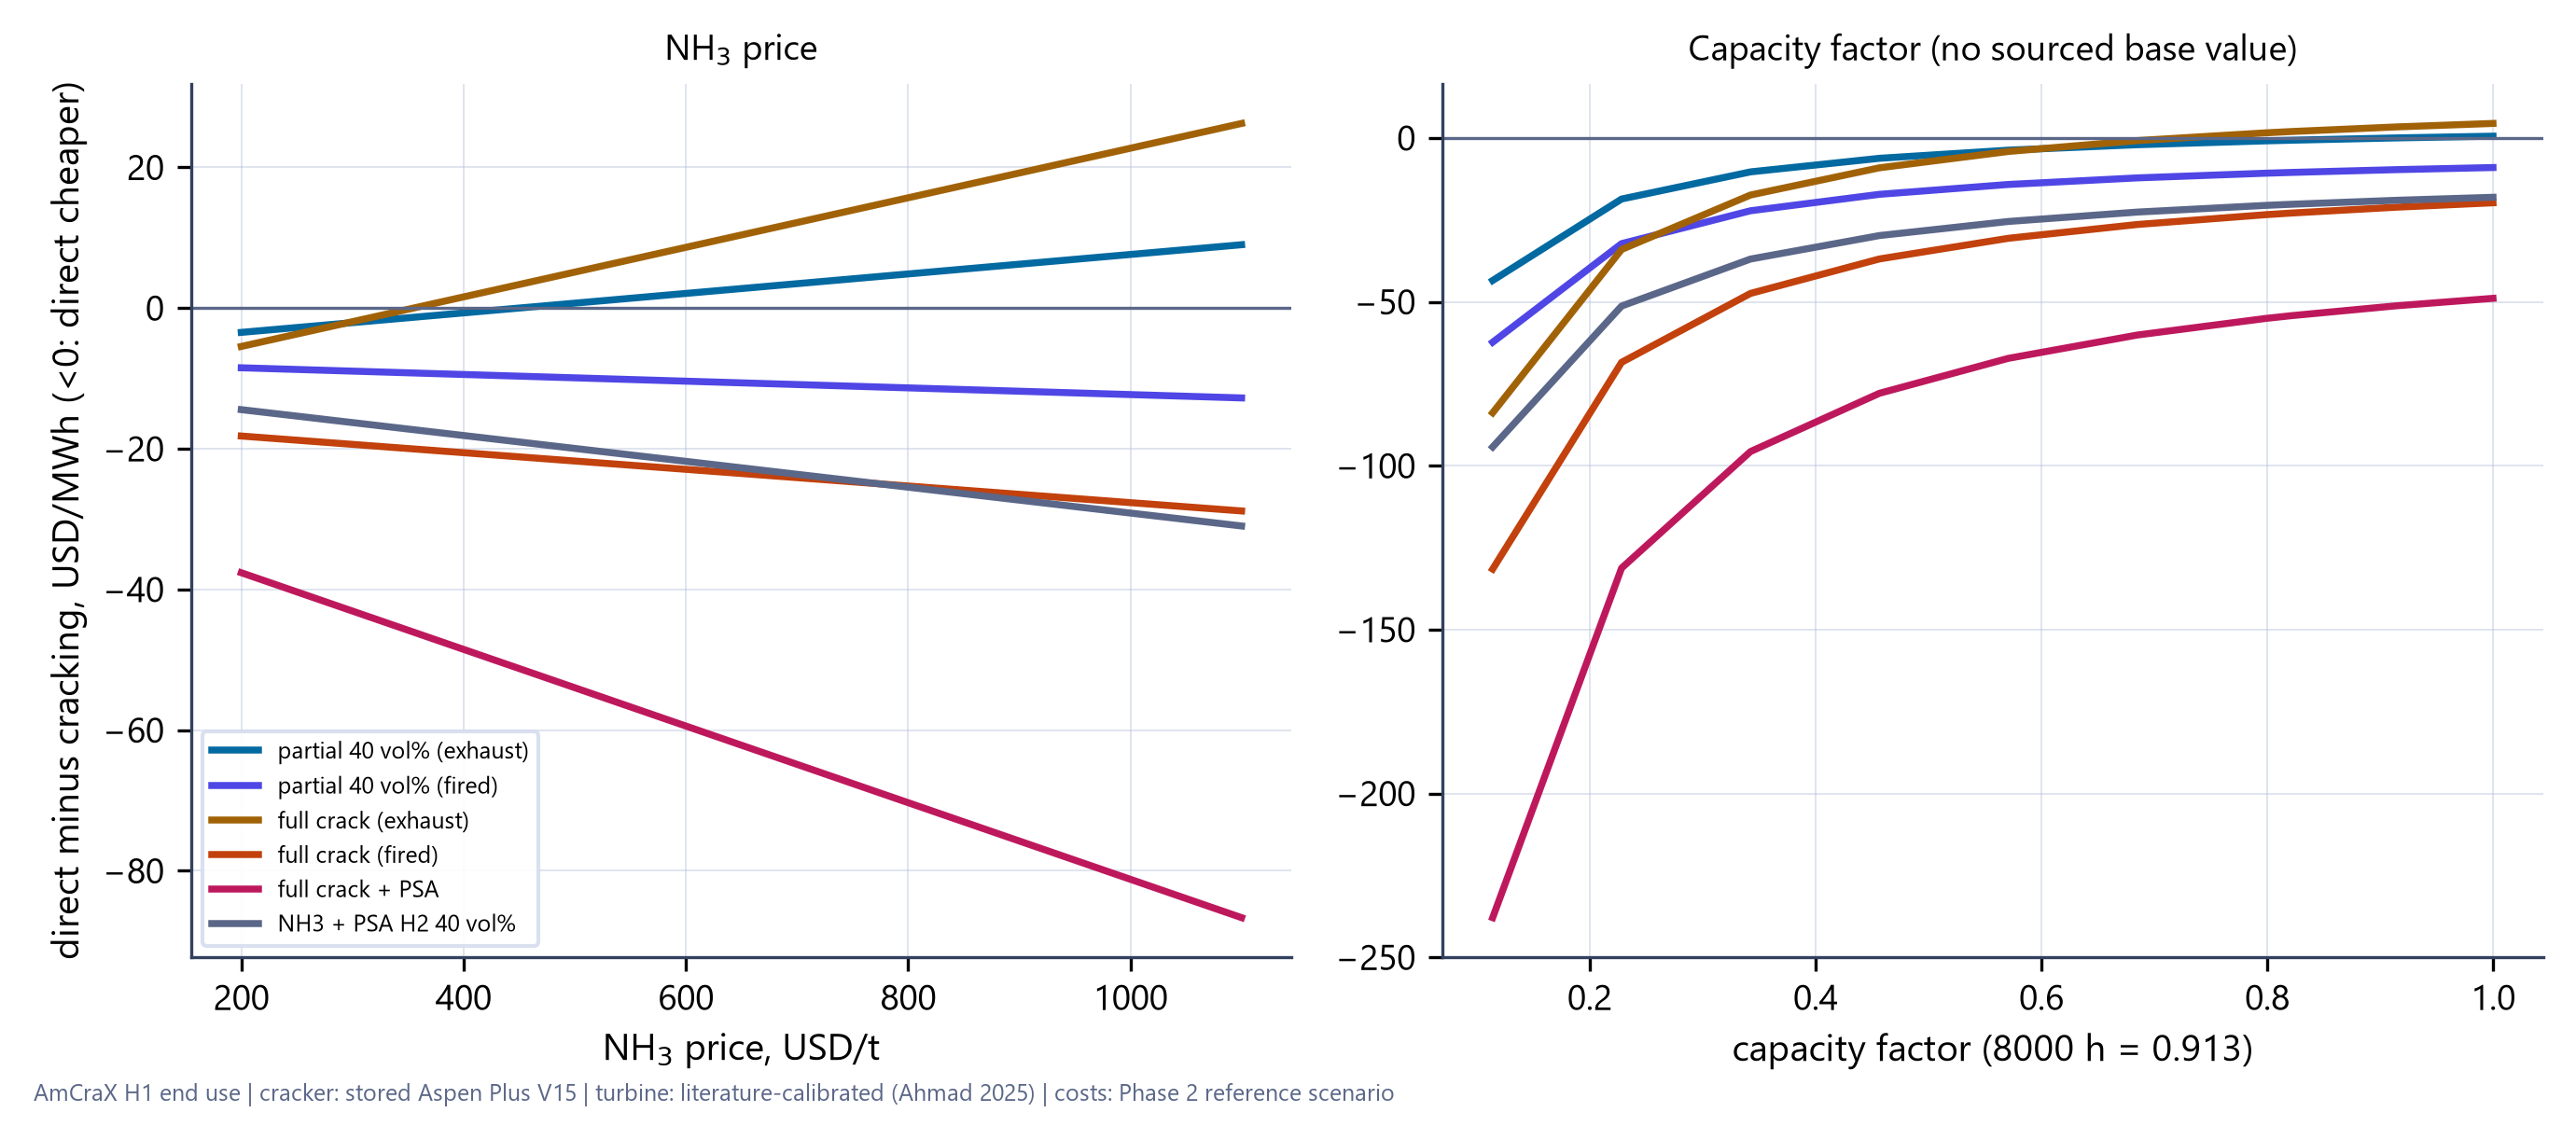 NH₃ price
direct minus cracking, USD/MWh (<0: direct cheaper)
20
0
−20
−40
−60
−80
partial 40 vol% (exhaust)
partial 40 vol% (fired)
full crack (exhaust)
full crack (fired)
full crack + PSA
NH3 + PSA H2 40 vol%
200 400 600 800 1000
NH₃ price, USD/t
Capacity factor (no sourced base value)
0
−50
−100
−150
−200
−250
0.2 0.4 0.6 0.8 1.0
capacity factor (8000 h = 0.913)
AmCraX H1 end use | cracker: stored Aspen Plus V15 | turbine: literature-calibrated (Ahmad 2025) | costs: Phase 2 reference scenario